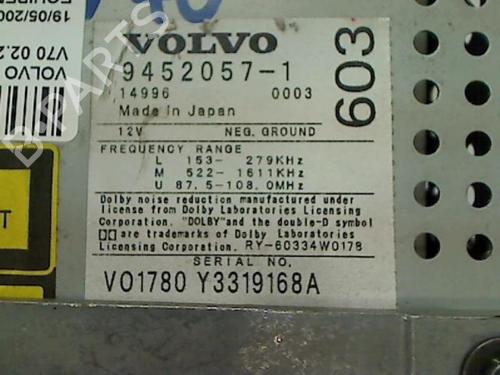 VOLVO
603
9452057-1
14996 0003
Made in Japan
12V NEG. GROUND
FREQUENCY RANGE
L 153- 279KHz
M 522- 1611KHz
U 87.5-108.0MHz
Dolby noise reduction manufactured under
license from Dolby Laboratories Licensing
Corporation. "DOLBY" and the double-D symbol
are trademarks of Dolby Laboratories
Licensing Corporation. RY-60334W0178
SERIAL NO.
V01780 Y3319168A
VOLVO
V70 02.2
19/05/200
B PARTS